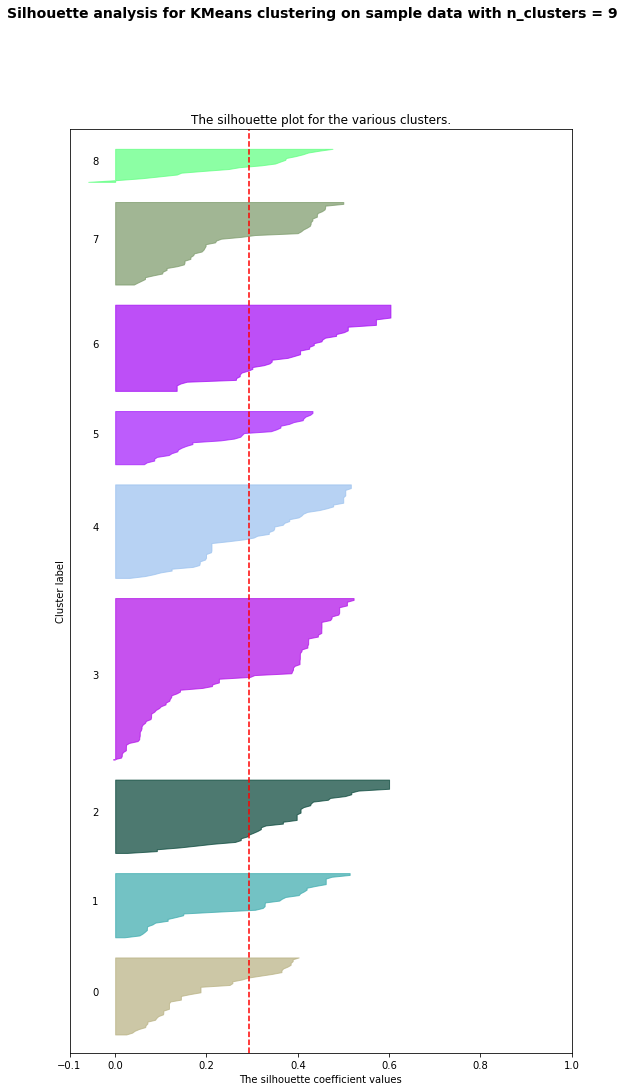 Silhouette analysis for KMeans clustering on sample data with n_clusters = 9
The silhouette plot for the various clusters.
8
7
6
5
4
Cluster label
3
2
1
0
−0.1 0.0 0.2 0.4 0.6 0.8 1.0
The silhouette coefficient values